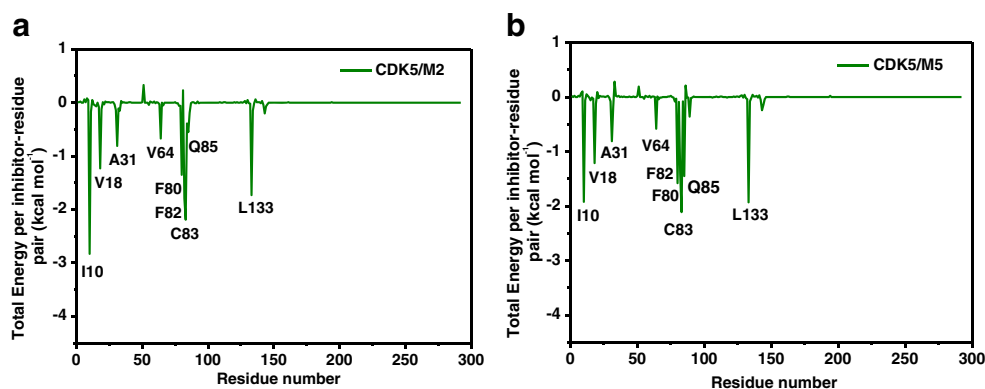 a
Total Energy per inhibitor-residue
pair (kcal mol-1)
1
0
-1
-2
-3
-4
CDK5/M2
I10
V18
A31
V64
F80
F82
C83
Q85
L133
0 50 100 150 200 250 300
Residue number
b
Total Energy per inhibitor-residue
pair (kcal mol-1)
1
0
-1
-2
-3
-4
CDK5/M5
I10
V18
A31
V64
F82
F80
C83
Q85
L133
0 50 100 150 200 250 300
Residue number